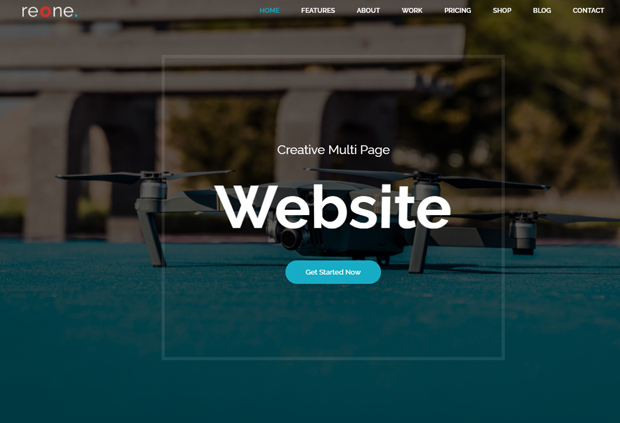 reone.
HOME FEATURES ABOUT WORK PRICING SHOP BLOG CONTACT
Creative Multi Page
Website
Get Started Now